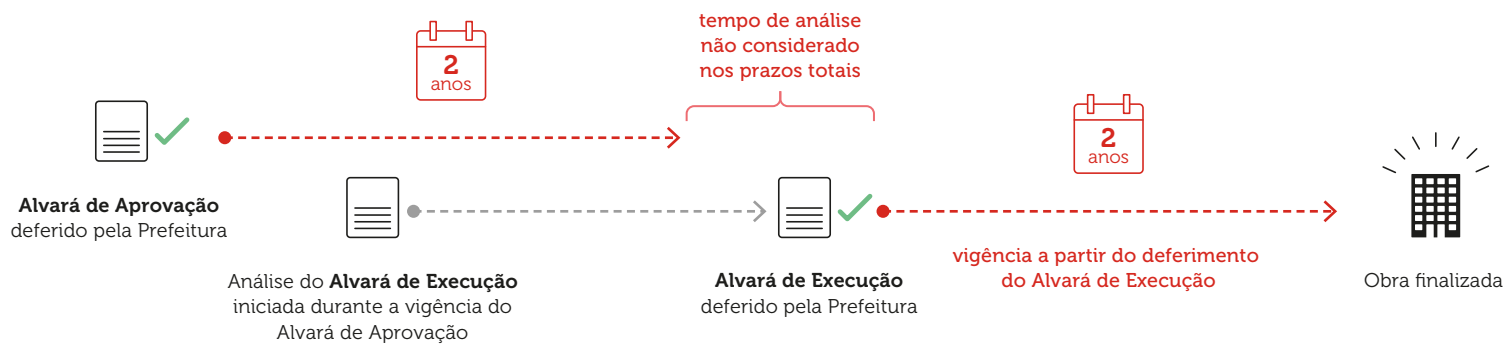 2
anos
tempo de análise
não considerado
nos prazos totais
2
anos
Alvará de Aprovação
deferido pela Prefeitura
Análise do Alvará de Execução
iniciada durante a vigência do
Alvará de Aprovação
Alvará de Execução
deferido pela Prefeitura
vigência a partir do deferimento
do Alvará de Execução
Obra finalizada